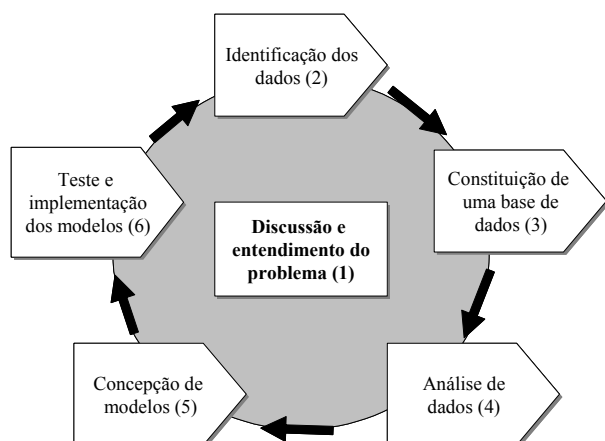 Identificação dos
dados (2)
Constituição de
uma base de
dados (3)
Análise de
dados (4)
Concepção de
modelos (5)
Teste e
implementação
dos modelos (6)
Discussão e
entendimento do
problema (1)